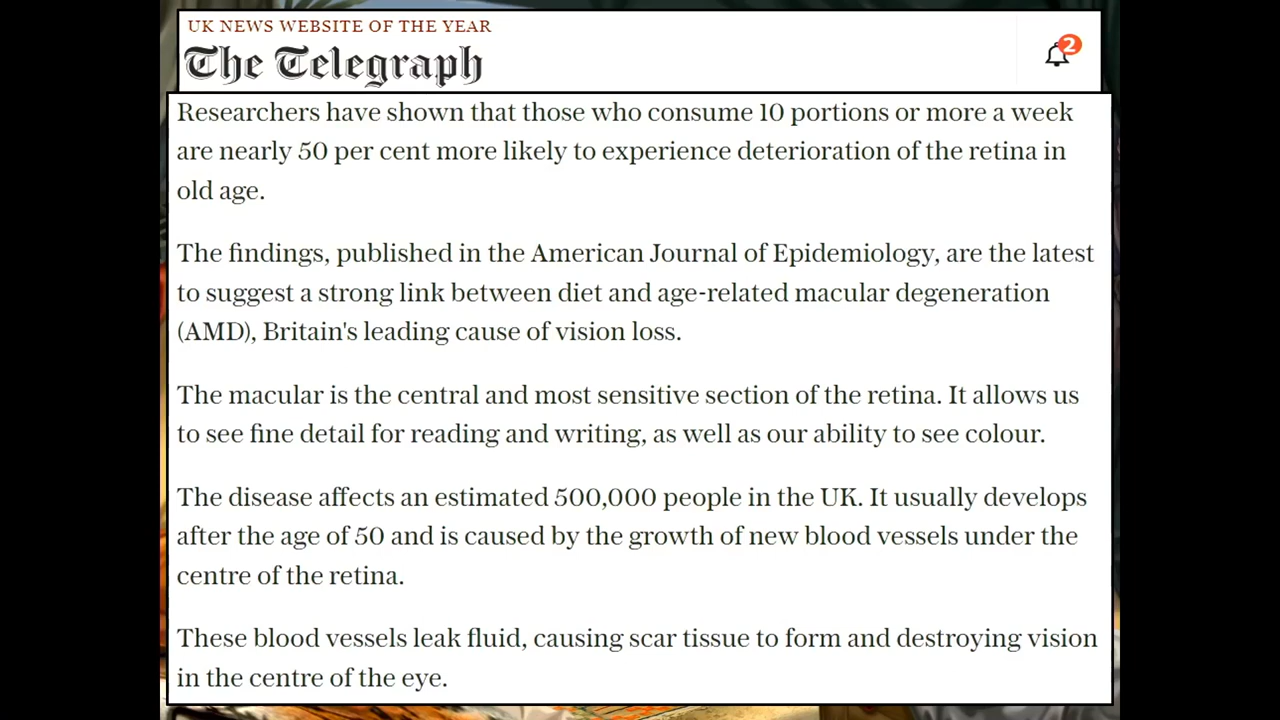 UK NEWS WEBSITE OF THE YEAR
The Telegraph
2
Researchers have shown that those who consume 10 portions or more a week
are nearly 50 per cent more likely to experience deterioration of the retina in
old age.
The findings, published in the American Journal of Epidemiology, are the latest
to suggest a strong link between diet and age-related macular degeneration
(AMD), Britain's leading cause of vision loss.
The macular is the central and most sensitive section of the retina. It allows us
to see fine detail for reading and writing, as well as our ability to see colour.
The disease affects an estimated 500,000 people in the UK. It usually develops
after the age of 50 and is caused by the growth of new blood vessels under the
centre of the retina.
These blood vessels leak fluid, causing scar tissue to form and destroying vision
in the centre of the eye.